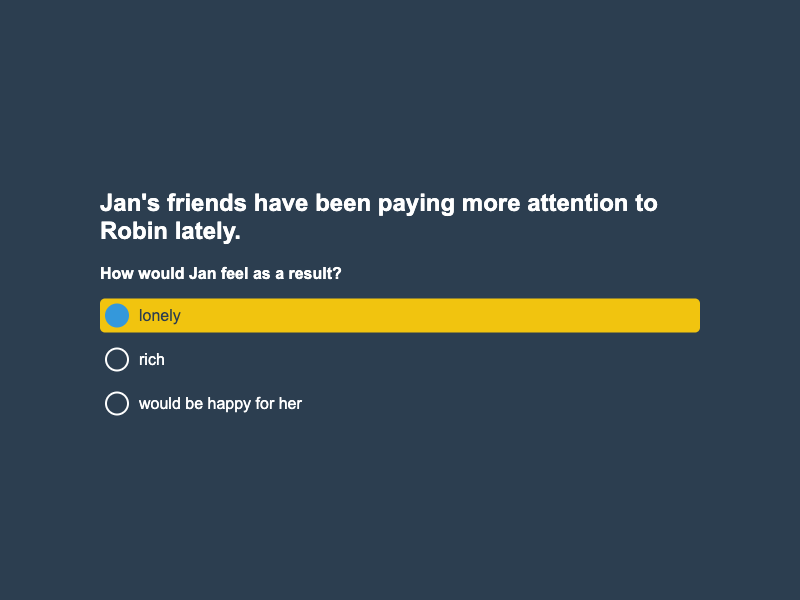 Jan's friends have been paying more attention to
Robin lately.
How would Jan feel as a result?
lonely
rich
would be happy for her